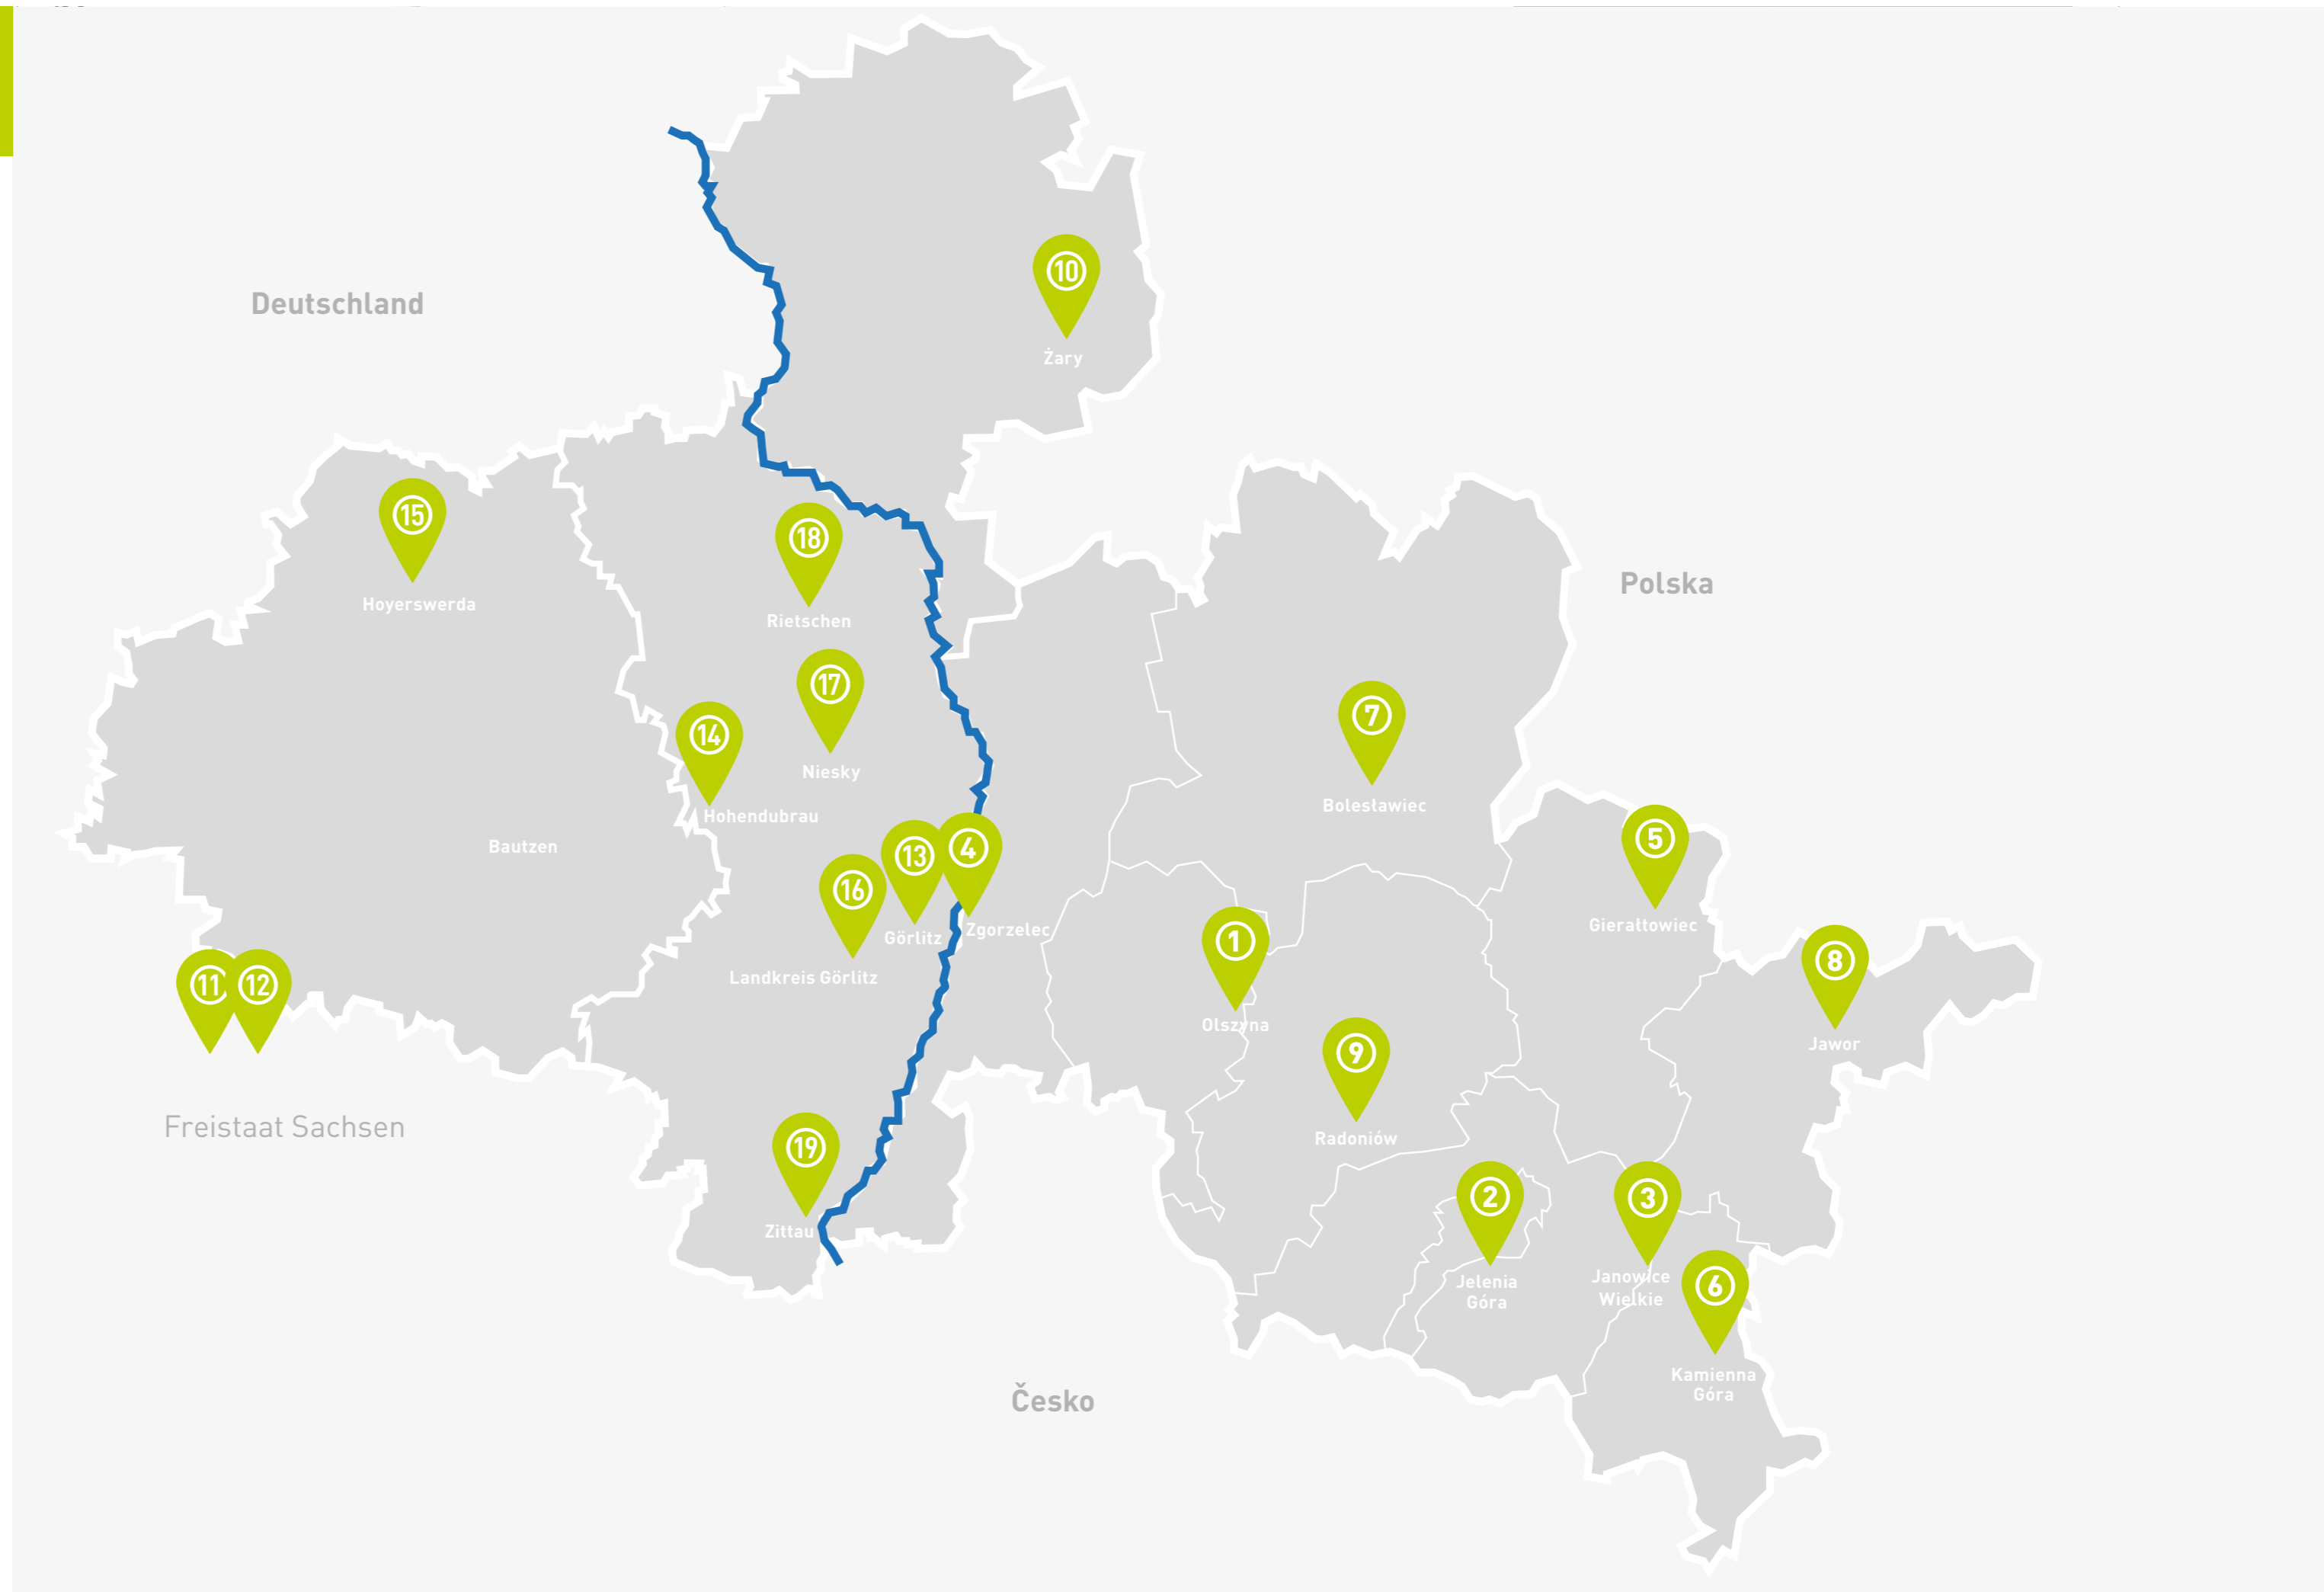 10
Deutschland
Żary
15
18
Polska
Hoyerswerda
Rietschen
17
7
14
Niesky
Bolesławiec
Hohendubrau
5
Bautzen
13
4
16
Gierałtowiec
Görlitz
Zgorzelec
1
8
Landkreis Görlitz
11
12
Olszyna
Jawor
9
Freistaat Sachsen
Radoniów
19
2
3
Zittau
Jelenia
Góra
Janowice
Wielkie
6
Kamienna
Góra
Česko